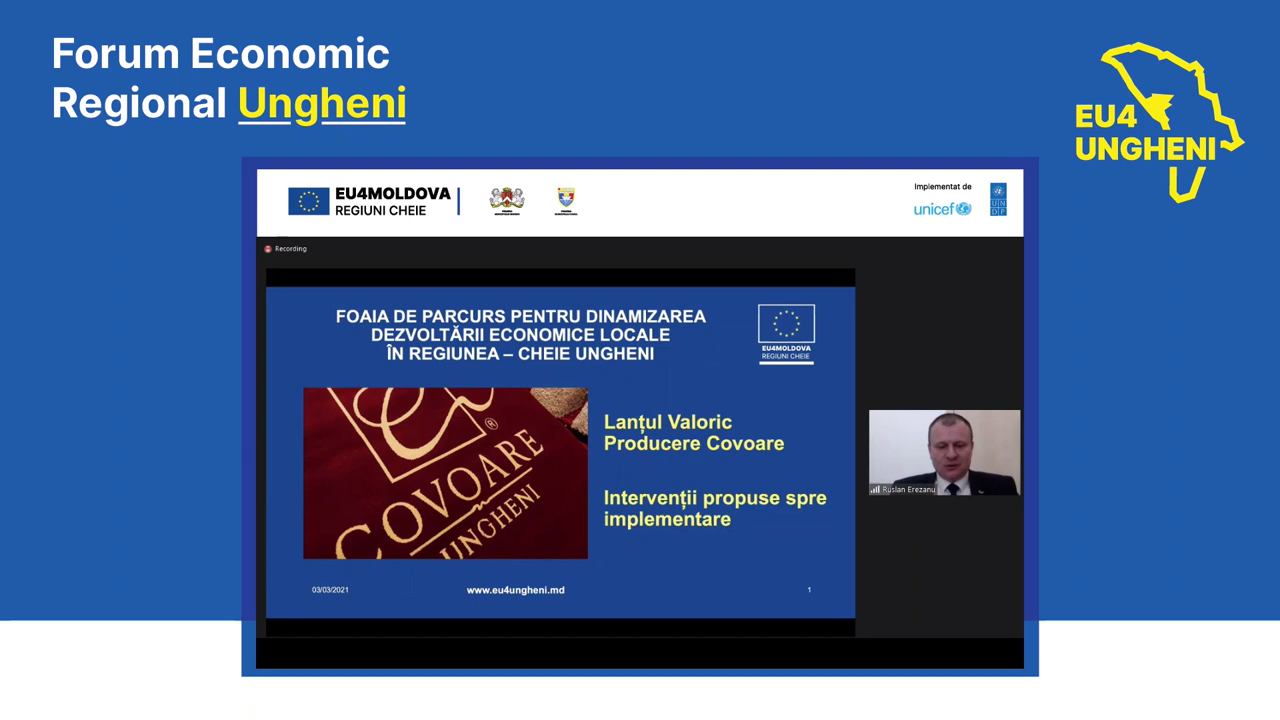 Forum Economic
Regional Ungheni
EU4
UNGHENI
EU4MOLDOVA
REGIUNI CHEIE
Implementat de
unicef
U N
D P
Recording
FOAIA DE PARCURS PENTRU DINAMIZAREA
DEZVOLTĂRII ECONOMICE LOCALE
ÎN REGIUNEA – CHEIE UNGHENI
EU4MOLDOVA
REGIUNI CHEIE
COVOARE
UNGHENI
®
Lanțul Valoric
Producere Covoare
Intervenții propuse spre
implementare
Ruslan Erezanu
03/03/2021
www.eu4ungheni.md
1